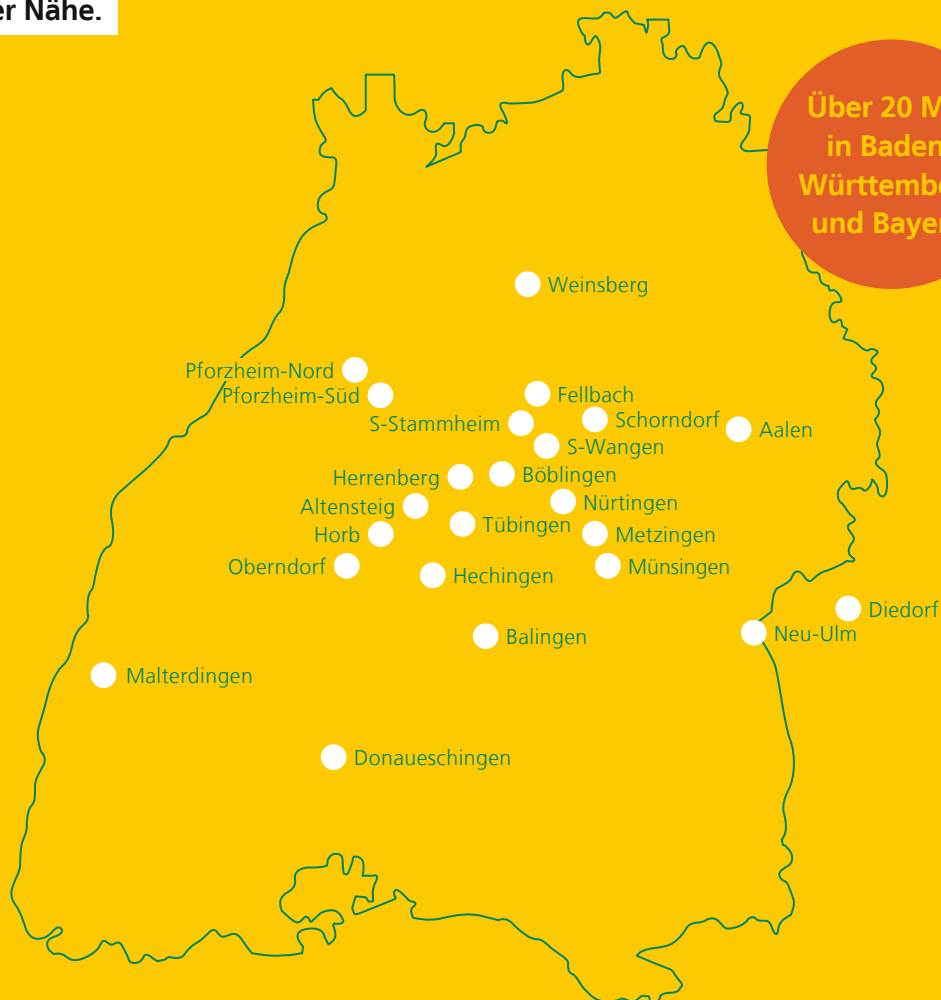 er Nähe.
Über 20 M
in Baden
Württembe
und Bayer
Weinsberg
Pforzheim-Nord
Pforzheim-Süd
Fellbach
S-Stammheim
Schorndorf
Aalen
S-Wangen
Herrenberg
Böblingen
Altensteig
Nürtingen
Horb
Tübingen
Metzingen
Oberndorf
Hechingen
Münsingen
Diedorf
Balingen
Neu-Ulm
Malterdingen
Donaueschingen